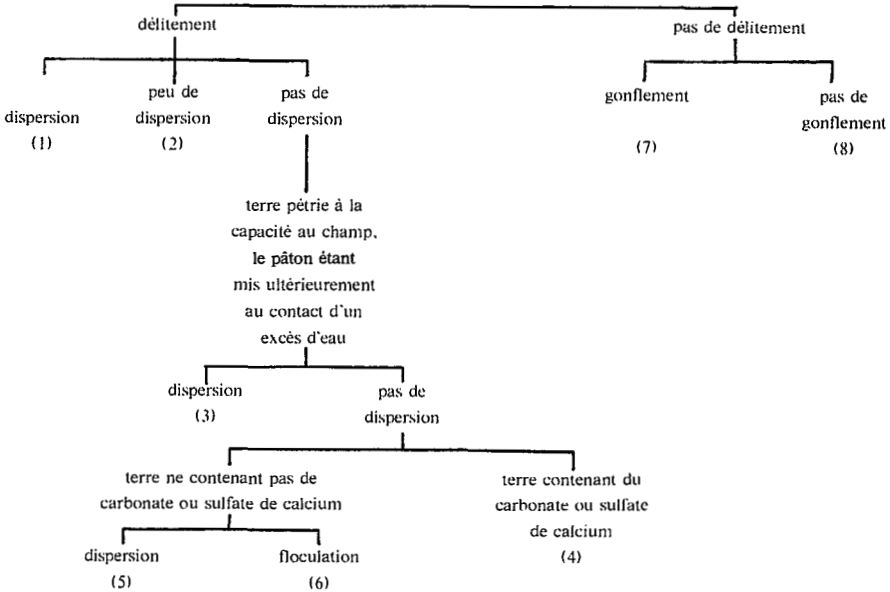 délitement
pas de délitement
dispersion
(1)
peu de
dispersion
(2)
pas de
dispersion
gonflement
(7)
pas de
gonflement
(8)
terre pétrie à la
capacité au champ,
le pâton étant
mis ultérieurement
au contact d'un
excès d'eau
dispersion
(3)
pas de
dispersion
terre ne contenant pas de
carbonate ou sulfate de calcium
terre contenant du
carbonate ou sulfate
de calcium
(4)
dispersion
(5)
floculation
(6)